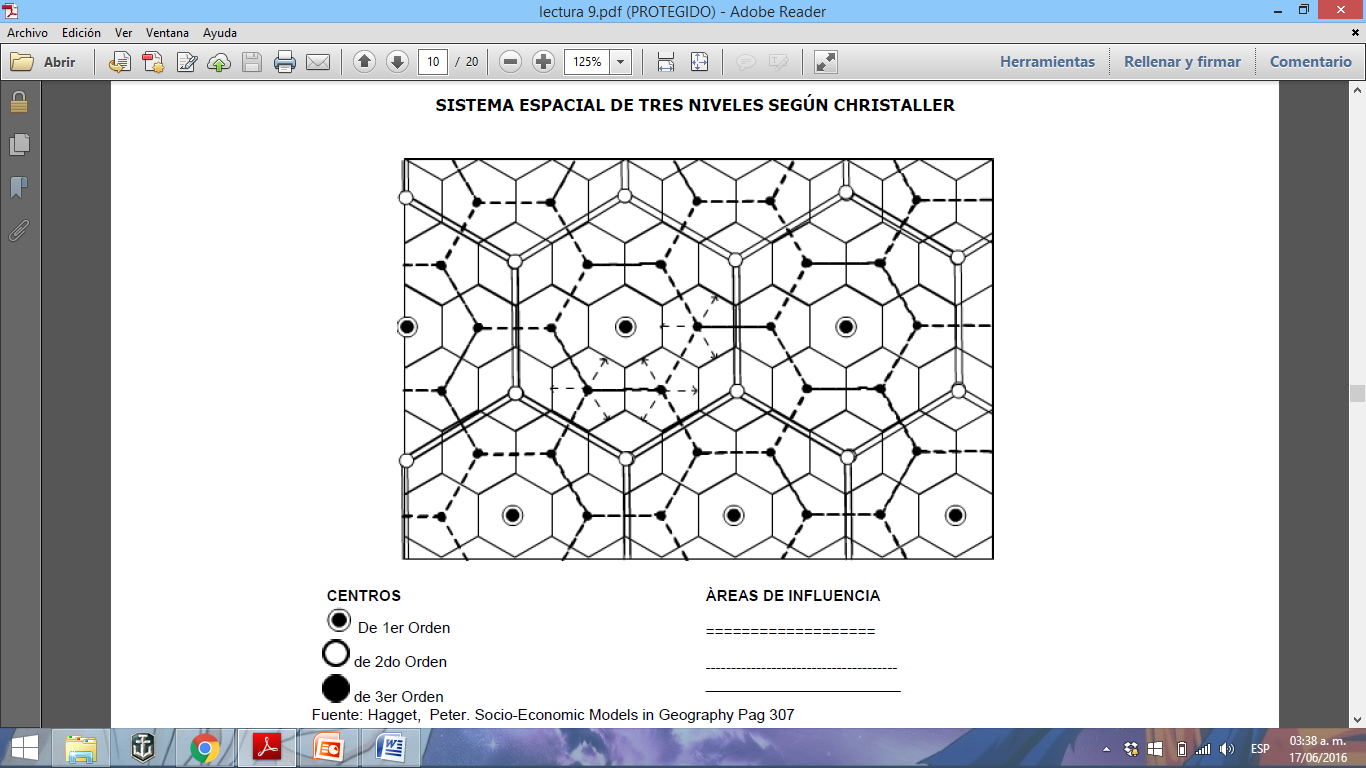 lectura 9.pdf (PROTEGIDO) - Adobe Reader
Archivo Edición Ver Ventana Ayuda
Abrir 10 / 20 125% Herramientas Rellenar y firmar Comentario
SISTEMA ESPACIAL DE TRES NIVELES SEGÚN CHRISTALLER
CENTROS
De 1er Orden
de 2do Orden
de 3er Orden
ÀREAS DE INFLUENCIA
Fuente: Hagget, Peter. Socio-Economic Models in Geography Pag 307
ESP
03:38 a. m.
17/06/2016